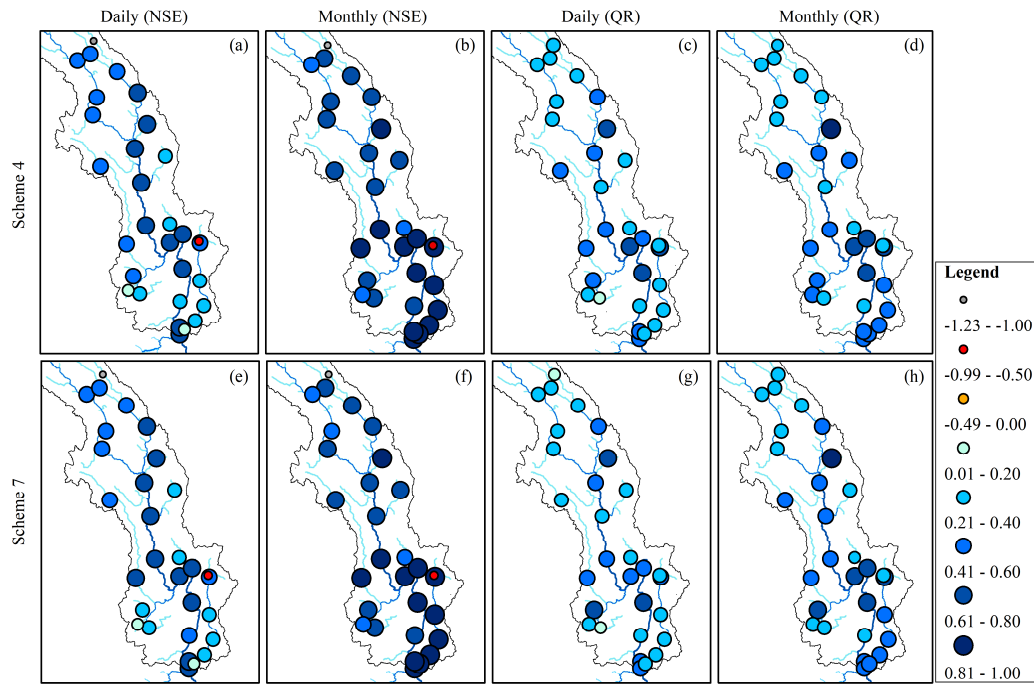 Daily (NSE) Monthly (NSE) Daily (QR) Monthly (QR)
(a) (b) (c) (d)
Scheme 4
(e) (f) (g) (h)
Scheme 7
Legend
-1.23 - -1.00
-0.99 - -0.50
-0.49 - 0.00
0.01 - 0.20
0.21 - 0.40
0.41 - 0.60
0.61 - 0.80
0.81 - 1.00